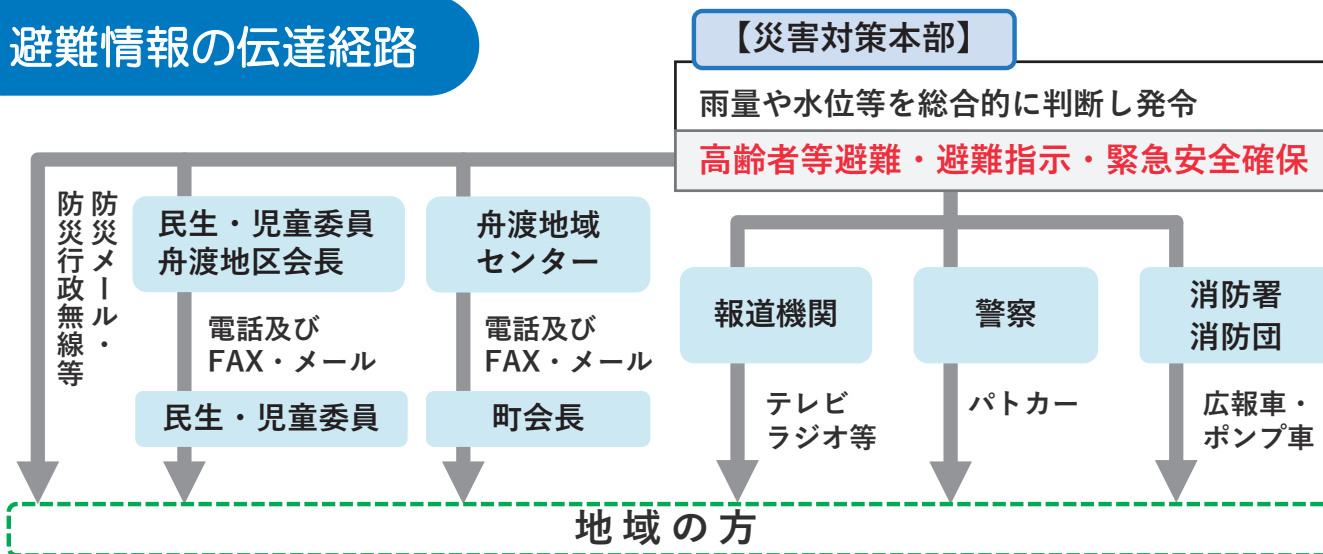 避難情報の伝達経路
【災害対策本部】
雨量や水位等を総合的に判断し発令
高齢者等避難・避難指示・緊急安全確保
防災メール・
防災行政無線等
民生・児童委員
舟渡地区会長
電話及び
FAX・メール
民生・児童委員
舟渡地域
センター
電話及び
FAX・メール
町会長
報道機関
テレビ
ラジオ等
警察
パトカー
消防署
消防団
広報車・
ポンプ車
地域の方